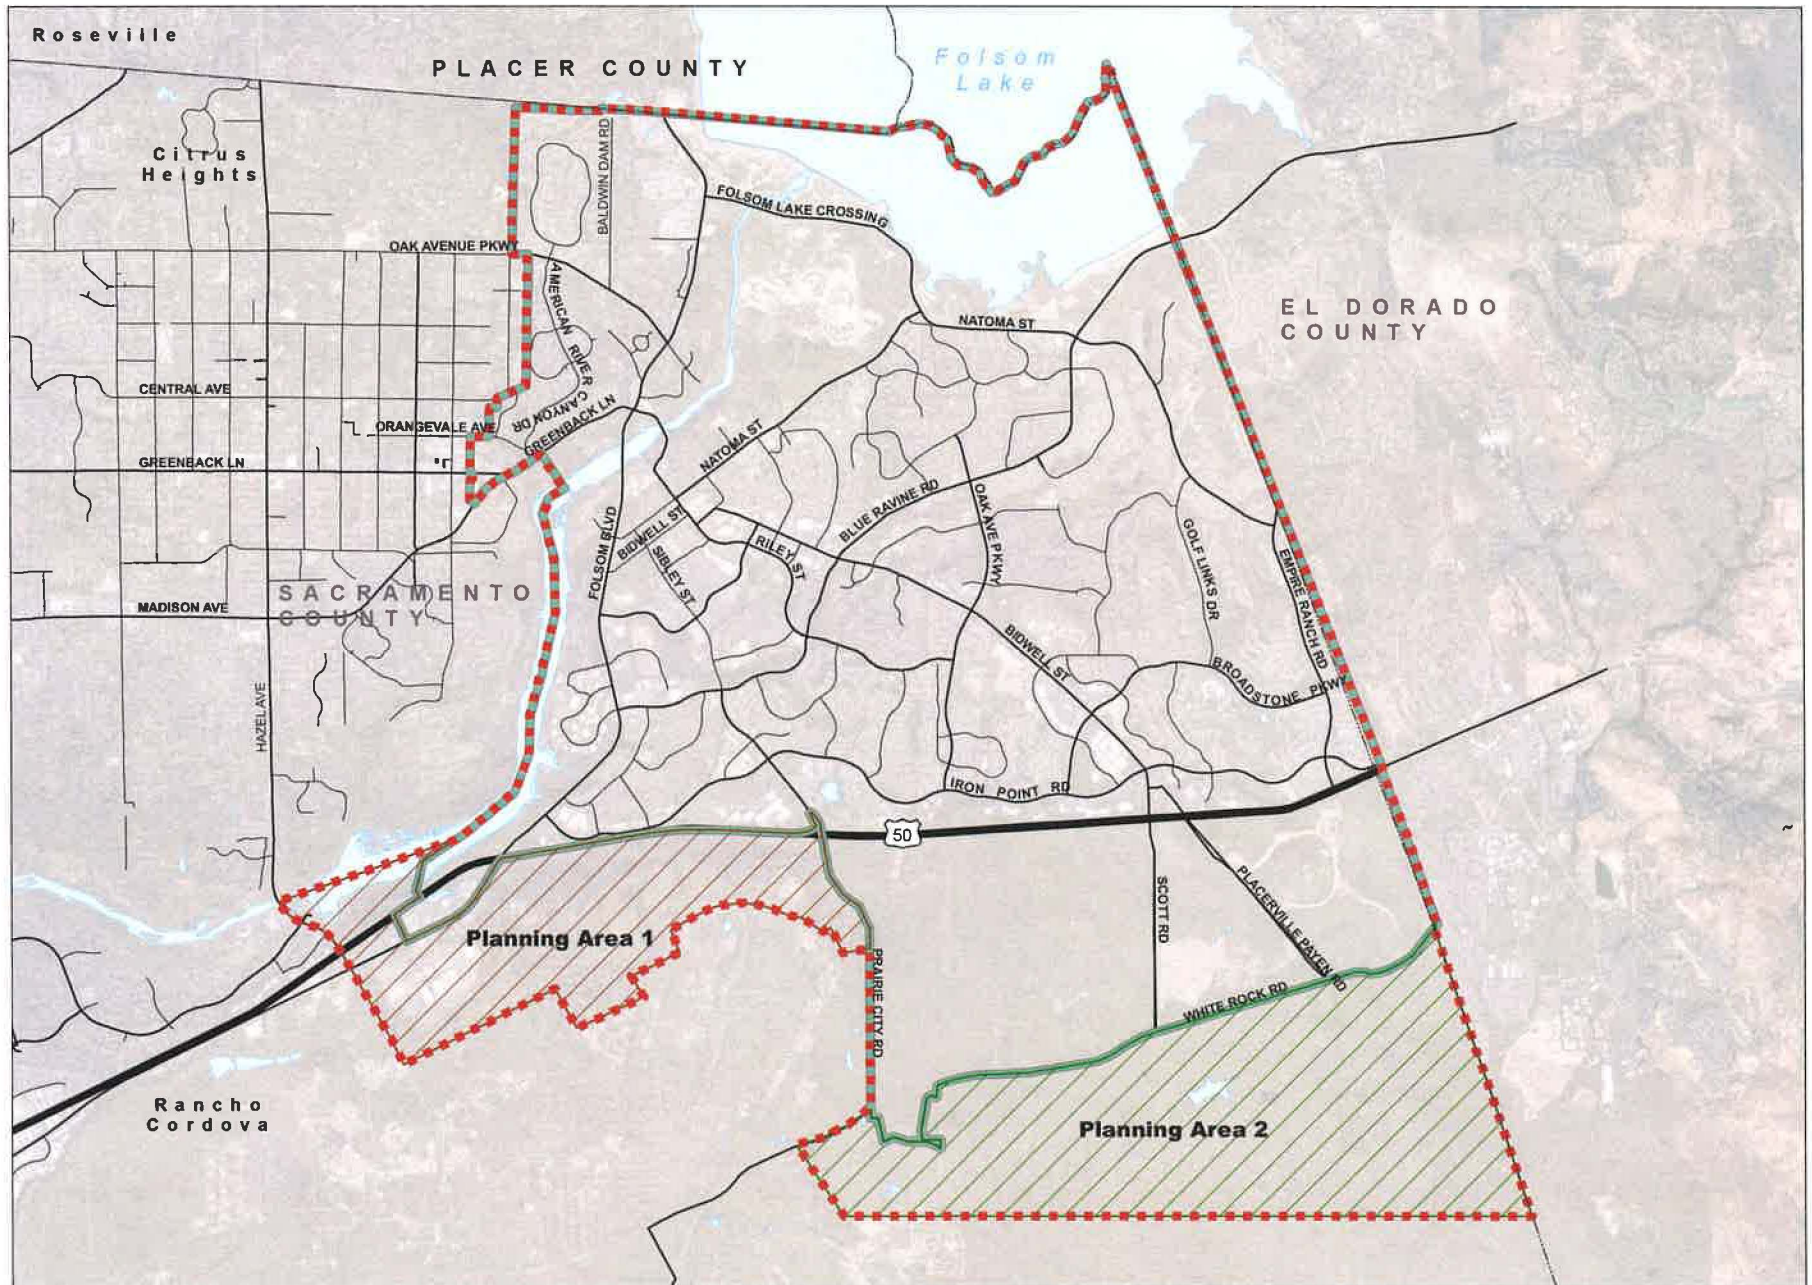 Roseville
PLACER COUNTY
Folsom
Lake
Citrus
Heights
BALDWIN DAM RD
FOLSOM LAKE CROSSING
OAK AVENUE PKWY
AMERICAN RIVER CANYON DR
EL DORADO
COUNTY
NATOMA ST
CENTRAL AVE
ORANGEVALE AVE
GREENBACK LN
GREENBACK LN
NATOMA ST
BLUE RAVINE RD
OAK AVE PKWY
FOLSOM BLVD
BIDWELL ST
SIBLEY ST
RILEY ST
GOLF LINKS DR
EMPIRE RANCH RD
SACRAMENTO
COUNTY
MADISON AVE
BIDWELL ST
BROADSTONE PKWY
HAZEL AVE
IRON POINT RD
50
SCOTT RD
PLACERVILLE PAYEN RD
Planning Area 1
PRAIRIE CITY RD
WHITE ROCK RD
Rancho
Cordova
Planning Area 2